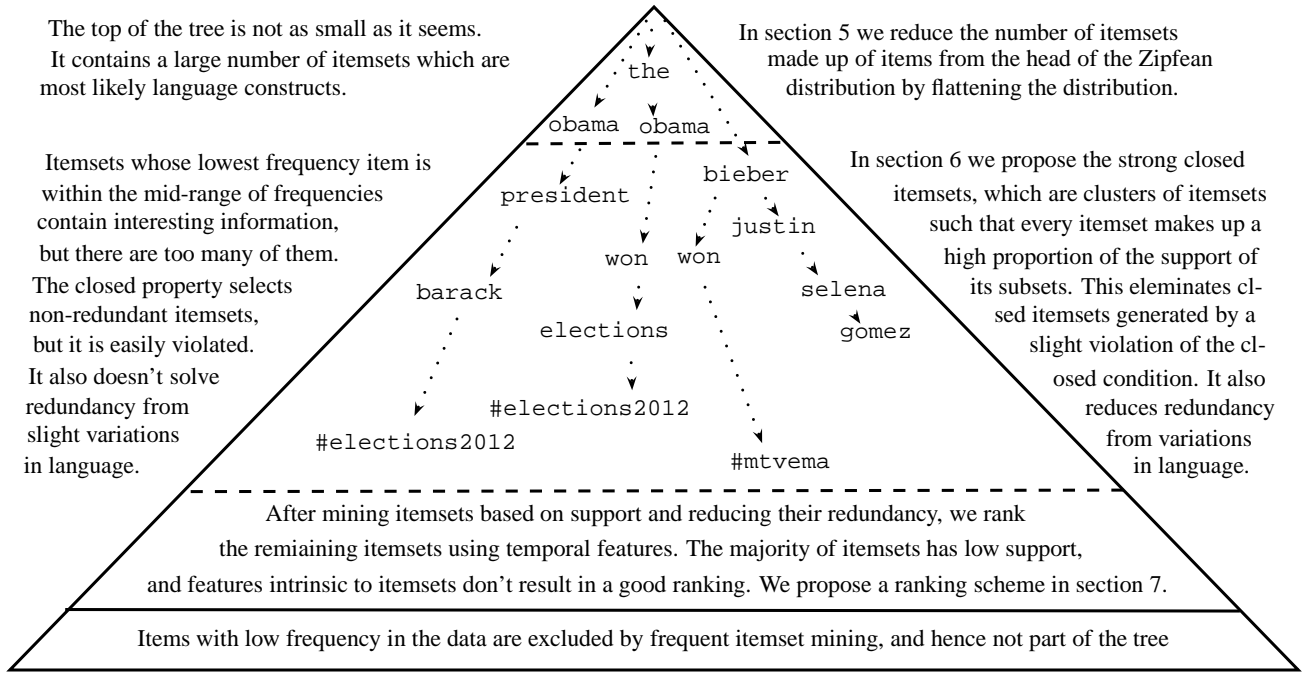 The top of the tree is not as small as it seems.
It contains a large number of itemsets which are
most likely language constructs.
In section 5 we reduce the number of itemsets
made up of items from the head of the Zipfean
distribution by flattening the distribution.
the
obama
obama
Itemsets whose lowest frequency item is
within the mid-range of frequencies
contain interesting information,
but there are too many of them.
The closed property selects
non-redundant itemsets,
but it is easily violated.
It also doesn't solve
redundancy from
slight variations
in language.
bieber
president
justin
won
won
barack
selena
elections
gomez
#elections2012
#elections2012
#mtvema
In section 6 we propose the strong closed
itemsets, which are clusters of itemsets
such that every itemset makes up a
high proportion of the support of
its subsets. This eleminates cl-
sed itemsets generated by a
slight violation of the cl-
osed condition. It also
reduces redundancy
from variations
in language.
After mining itemsets based on support and reducing their redundancy, we rank
the remiaining itemsets using temporal features. The majority of itemsets has low support,
and features intrinsic to itemsets don't result in a good ranking. We propose a ranking scheme in section 7.
Items with low frequency in the data are excluded by frequent itemset mining, and hence not part of the tree